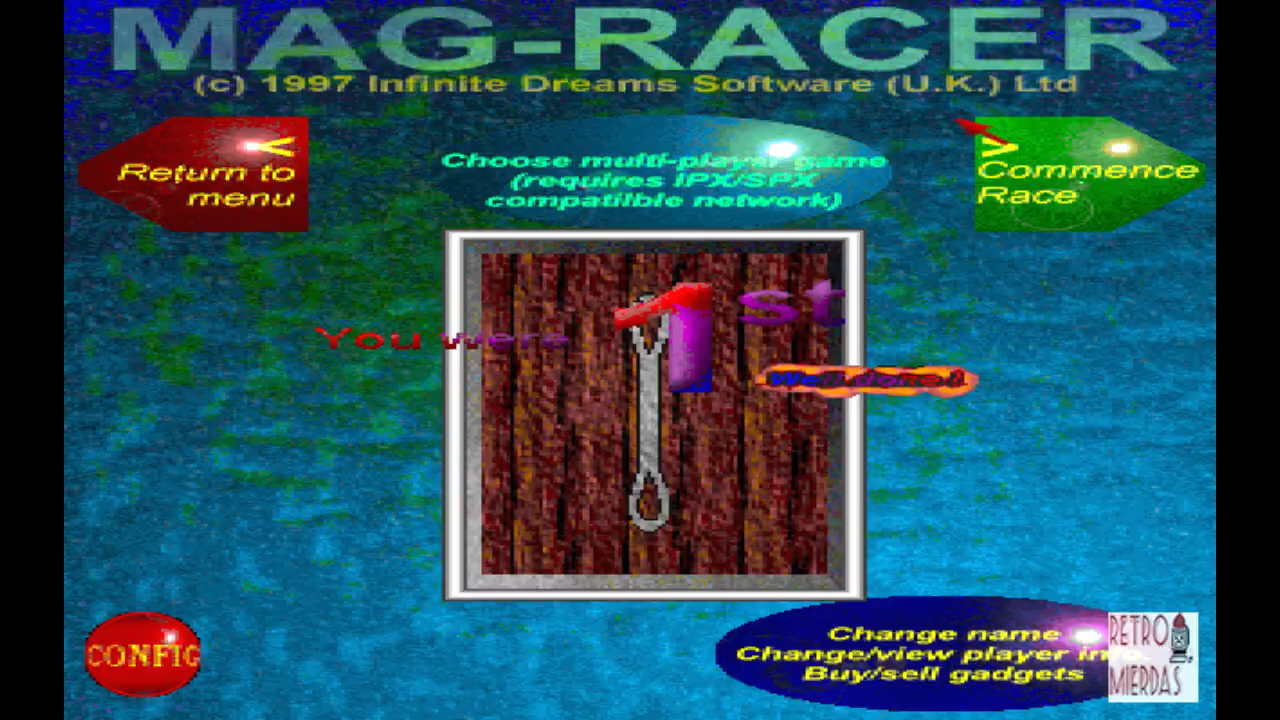 MAG-RACER
(c) 1997 Infinite Dreams Software (U.K.) Ltd
<
Return to
menu
Choose multi-player game
(requires IPX/SPX
compatilble network)
>
Commence
Race
You were
1st
Well done!
CONFIG
Change name
Change/view player info.
Buy/sell gadgets
RETRO
MIERDAS